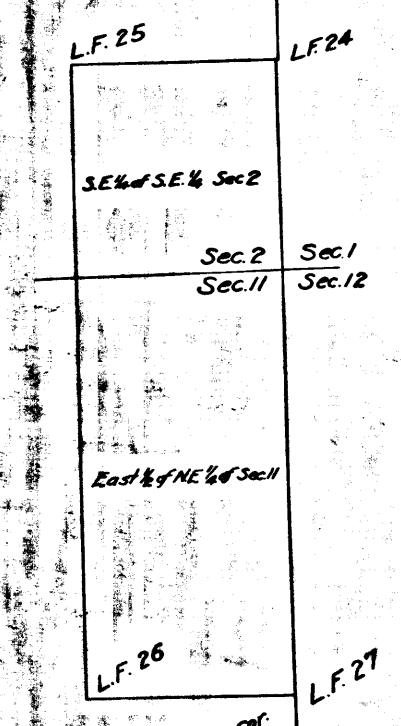 L.F. 25
L.F. 24
S.E ¼ of S.E. ¼ Sec 2
Sec. 2 Sec. 1
Sec. 11 Sec. 12
East ½ of N.E ¼ of Sec. 11
L.F. 26
L.F. 27
cor.